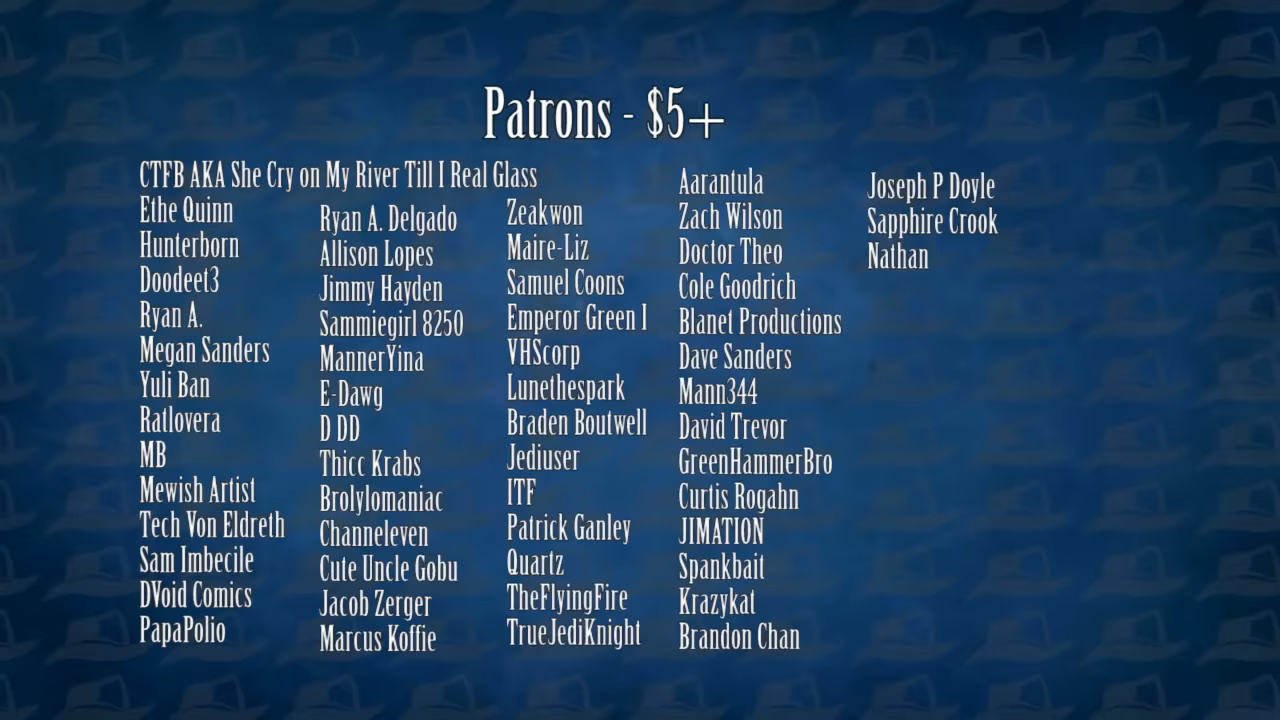 Patrons - $5+
CTFB AKA She Cry on My River Till I Real Glass
Ethe Quinn
Hunterborn
Doodeet3
Ryan A.
Megan Sanders
Yuli Ban
Ratlovera
MB
Mewish Artist
Tech Von Eldreth
Sam Imbecile
DVoid Comics
PapaPolio
Ryan A. Delgado
Allison Lopes
Jimmy Hayden
Sammiegirl 8250
MannerYina
E-Dawg
D DD
Thicc Krabs
Brolylomaniac
Channeleven
Cute Uncle Gobu
Jacob Zerger
Marcus Koffie
Zeakwon
Maire-Liz
Samuel Coons
Emperor Green I
VHScorp
Lunethespark
Braden Boutwell
Jediuser
ITF
Patrick Ganley
Quartz
TheFlyingFire
TrueJediKnight
Aarantula
Zach Wilson
Doctor Theo
Cole Goodrich
Blanet Productions
Dave Sanders
Mann344
David Trevor
GreenHammerBro
Curtis Rogahn
JIMATION
Spankbait
Krazykat
Brandon Chan
Joseph P Doyle
Sapphire Crook
Nathan